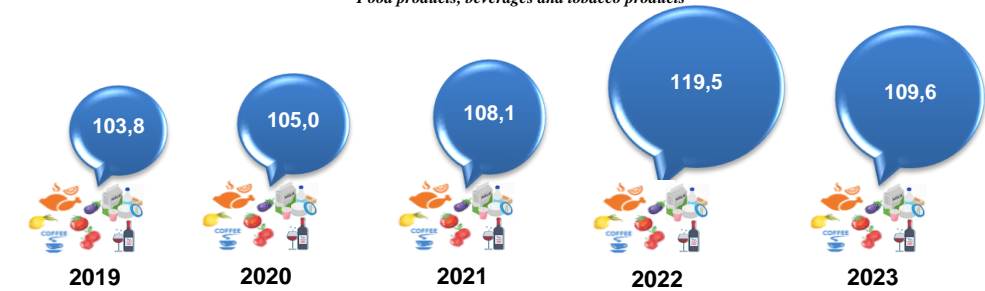 Food products, beverages and tobacco products
103,8
105,0
108,1
119,5
109,6
COFFEE
COFFEE
COFFEE
COFFEE
COFFEE
2019
2020
2021
2022
2023